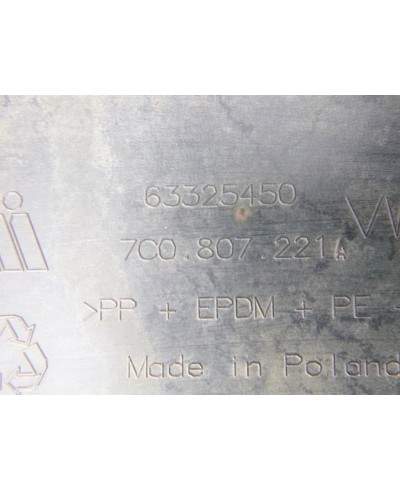 63325450
7C0.807.221A
>PP + EPDM + PE
Made in Poland